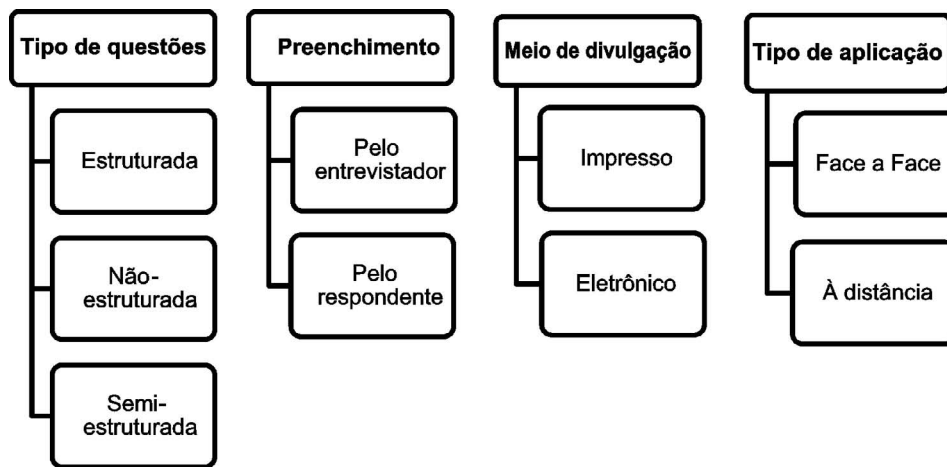 Tipo de questões
Estruturada
Não-
estruturada
Semi-
estruturada
Preenchimento
Pelo
entrevistador
Pelo
respondente
Meio de divulgação
Impresso
Eletrônico
Tipo de aplicação
Face a Face
À distância